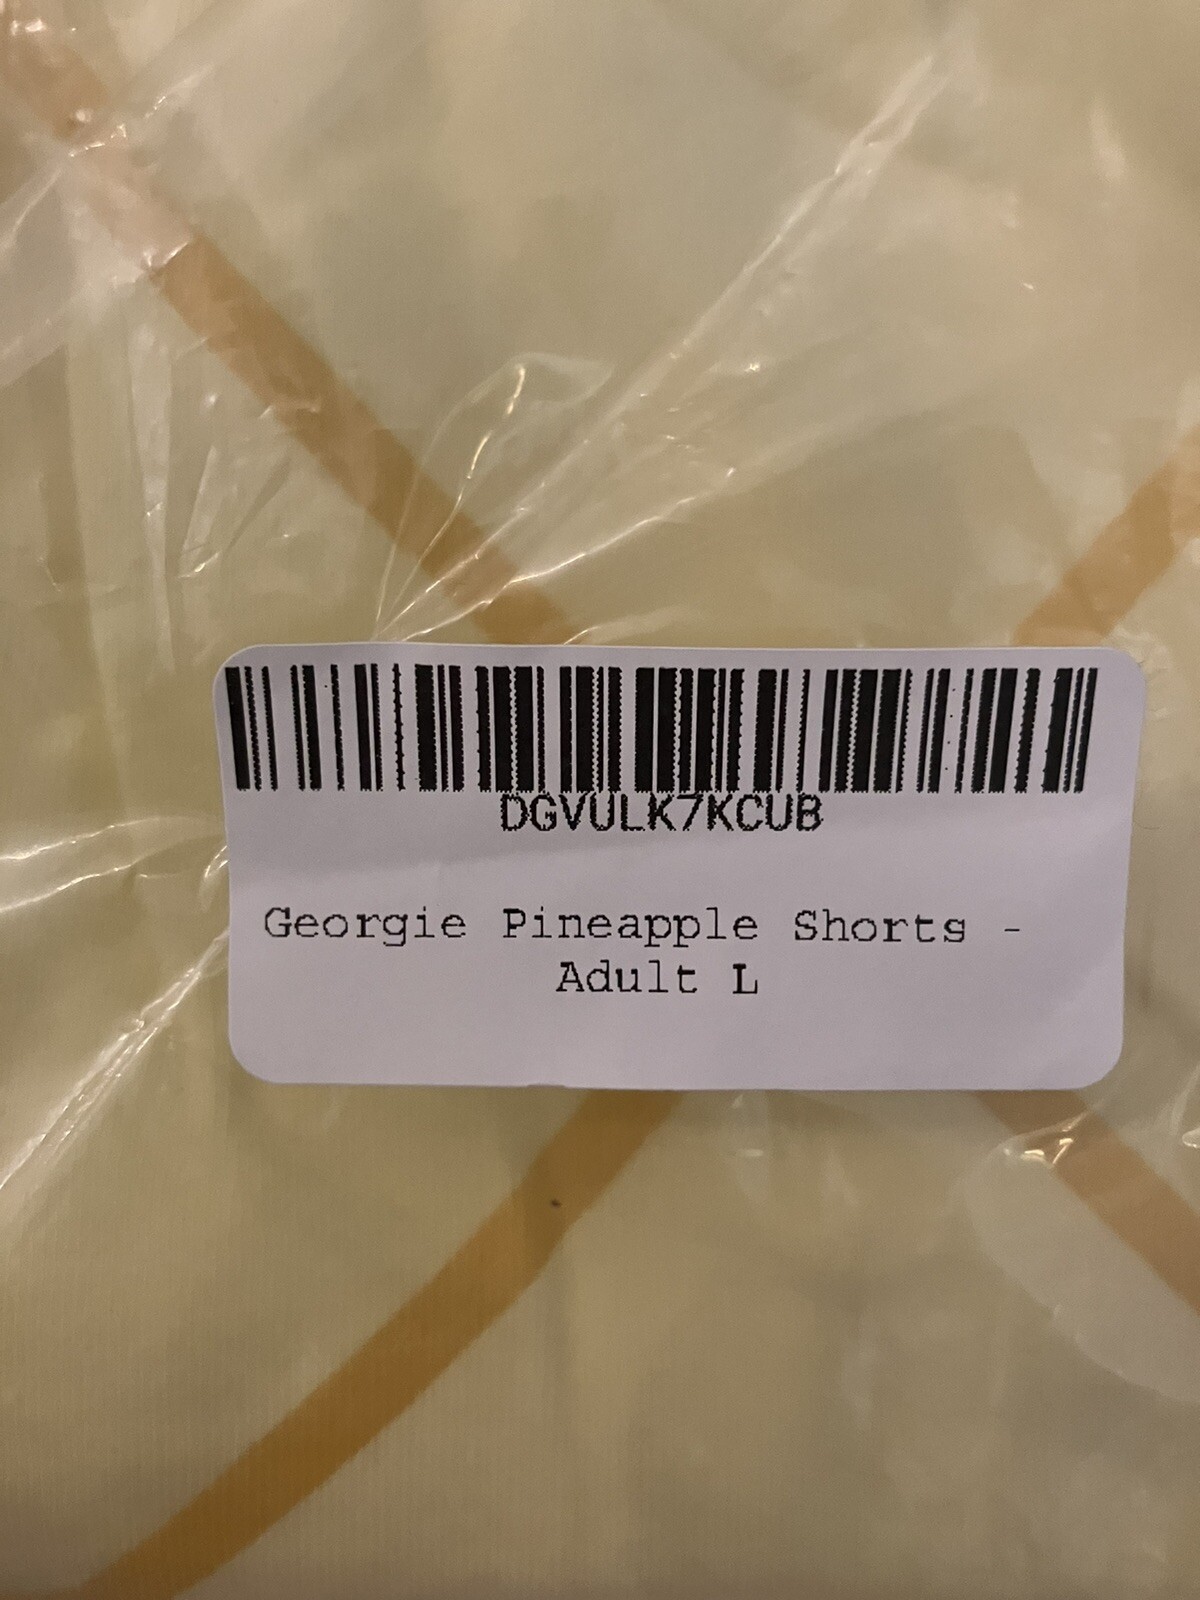 DGVULK7KCUB
Georgie Pineapple Shorts -
Adult L